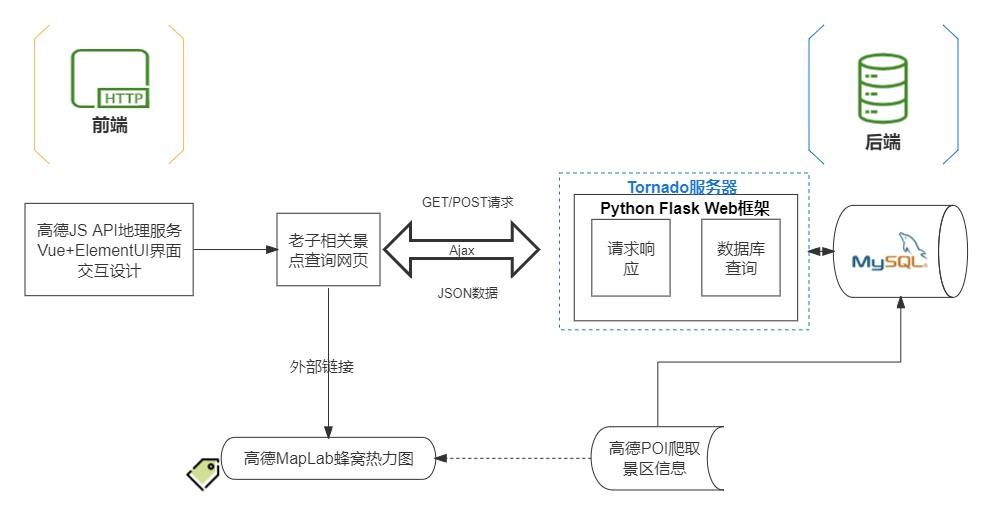 HTTP
前端
后端
高德JS API地理服务
Vue+ElementUI界面
交互设计
老子相关景
点查询网页
GET/POST请求
Ajax
JSON数据
Tornado服务器
Python Flask Web框架
请求响
应
数据库
查询
MySQL®
外部链接
高德MapLab蜂窝热力图
高德POI爬取
景区信息